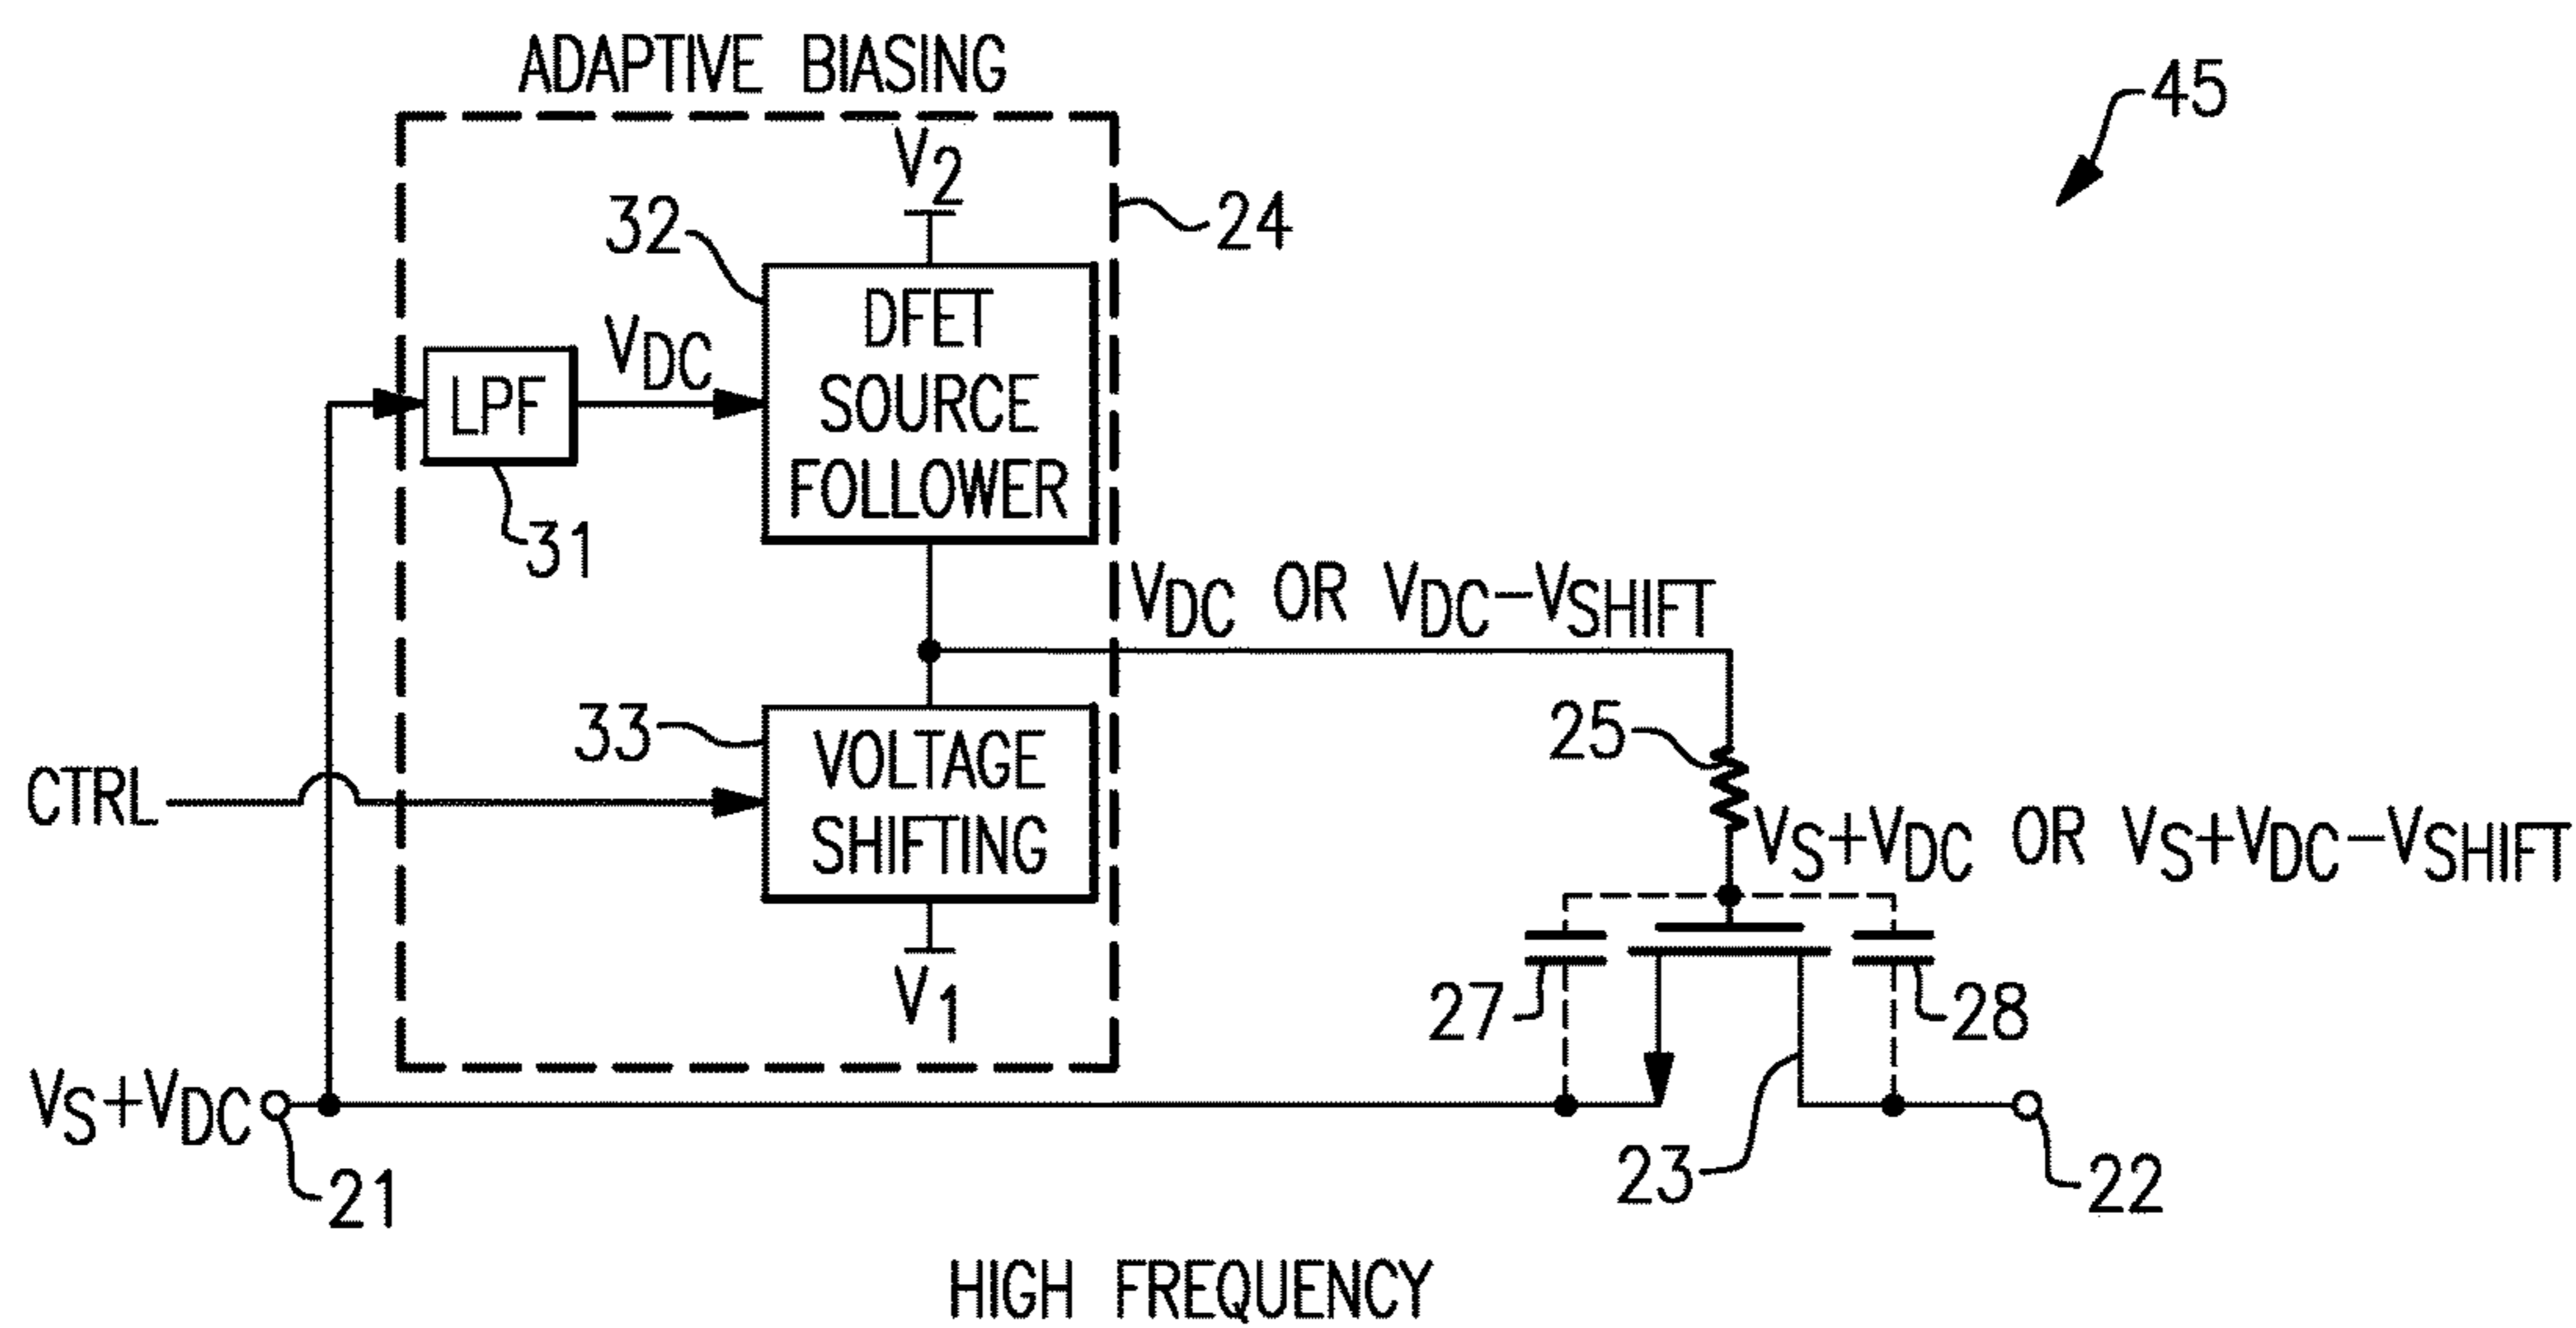 ADAPTIVE BIASING
45
V2
24
32
DFET
SOURCE
FOLLOWER
VDC
LPF
31
VDC OR VDC−VSHIFT
33
VOLTAGE
SHIFTING
25
CTRL
VS+VDC OR VS+VDC−VSHIFT
V1
27
28
VS+VDC
21
23
22
HIGH FREQUENCY